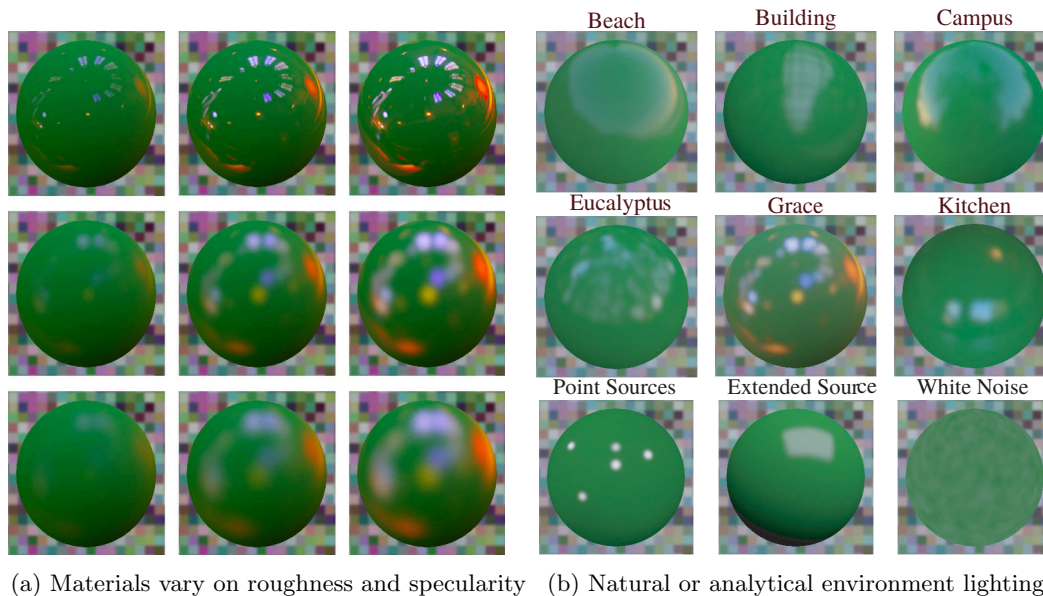 Beach Building Campus
Eucalyptus Grace Kitchen
Point Sources Extended Source White Noise
(a) Materials vary on roughness and specularity (b) Natural or analytical environment lighting